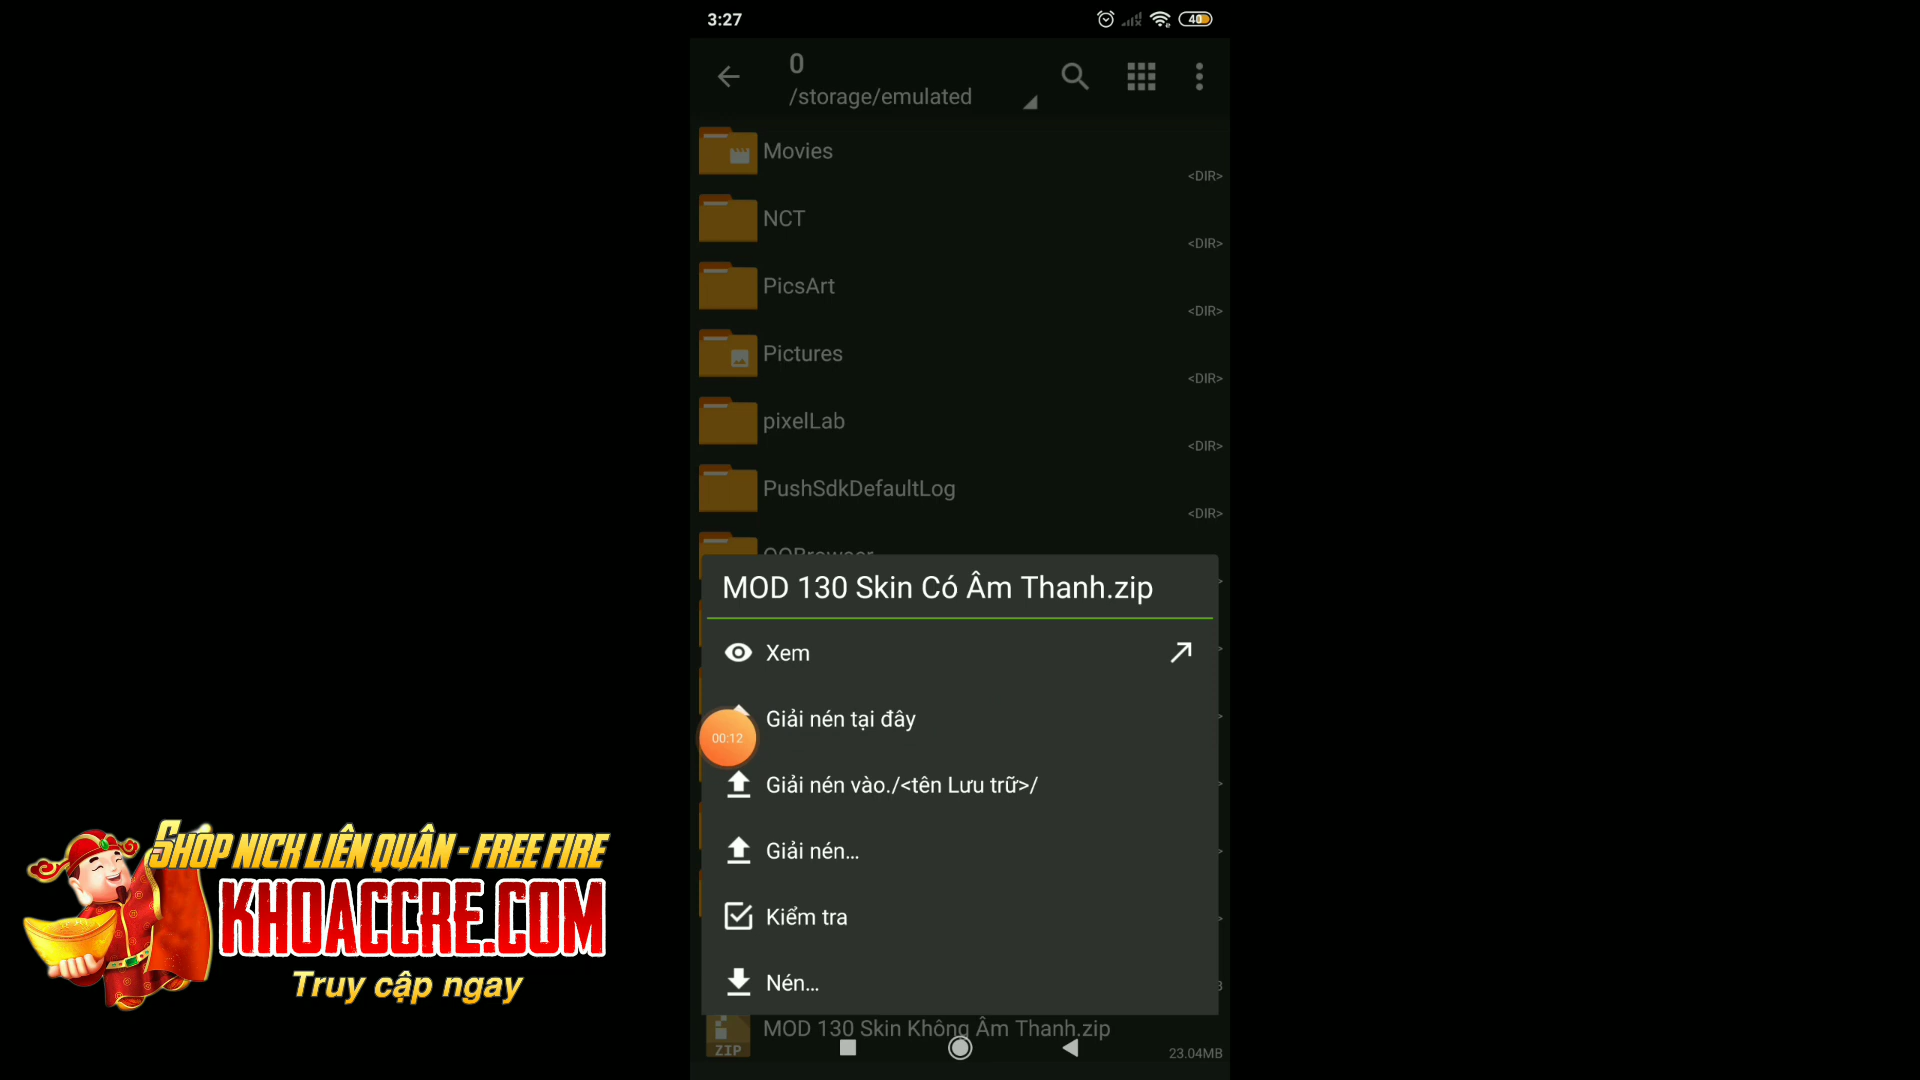 3:27
40
0
/storage/emulated
Movies
<DIR>
NCT
<DIR>
PicsArt
<DIR>
Pictures
<DIR>
pixelLab
<DIR>
PushSdkDefaultLog
<DIR>
MOD 130 Skin Có Âm Thanh.zip
Xem
Giải nén tại đây
00:12
Giải nén vào./<tên Lưu trữ>/
Giải nén...
Kiểm tra
Nén...
MOD 130 Skin Không Âm Thanh.zip
ZIP
23.04MB
SHOP NICK LIÊN QUÂN - FREE FIRE
KHOACCRE.COM
Truy cập ngay